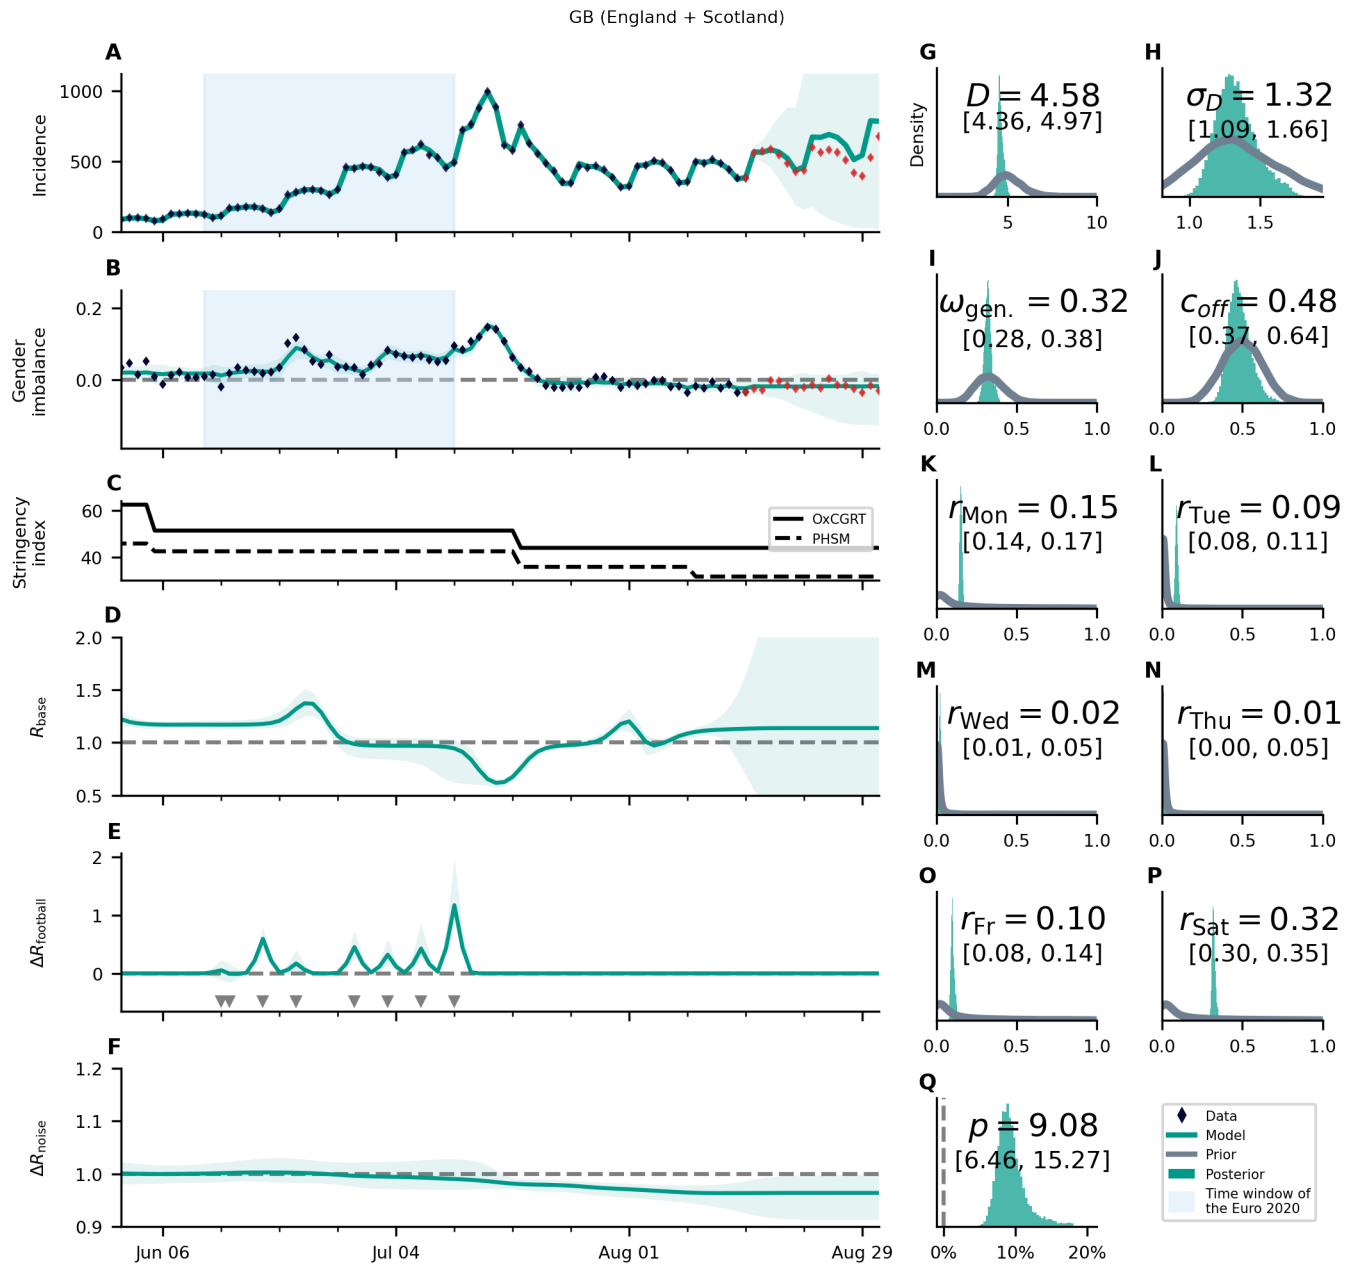 GB (England + Scotland)
A
Incidence
1000
500
0
B
Gender
imbalance
0.2
0.0
C
Stringency
index
60
40
OxCGRT
PHSM
D
R_base
2.0
1.5
1.0
0.5
E
ΔR_football
2
1
0
F
ΔR_noise
1.2
1.1
1.0
0.9
Jun 06 Jul 04 Aug 01 Aug 29
G
Density
D = 4.58
[4.36, 4.97]
5 10
H
σ_D = 1.32
[1.09, 1.66]
1.0 1.5
I
ω_gen. = 0.32
[0.28, 0.38]
0.0 0.5 1.0
J
c_off = 0.48
[0.37, 0.64]
0.0 0.5 1.0
K
r_Mon = 0.15
[0.14, 0.17]
0.0 0.5 1.0
L
r_Tue = 0.09
[0.08, 0.11]
0.0 0.5 1.0
M
r_Wed = 0.02
[0.01, 0.05]
0.0 0.5 1.0
N
r_Thu = 0.01
[0.00, 0.05]
0.0 0.5 1.0
O
r_Fr = 0.10
[0.08, 0.14]
0.0 0.5 1.0
P
r_Sat = 0.32
[0.30, 0.35]
0.0 0.5 1.0
Q
p = 9.08
[6.46, 15.27]
0% 10% 20%
Data
Model
Prior
Posterior
Time window of
the Euro 2020